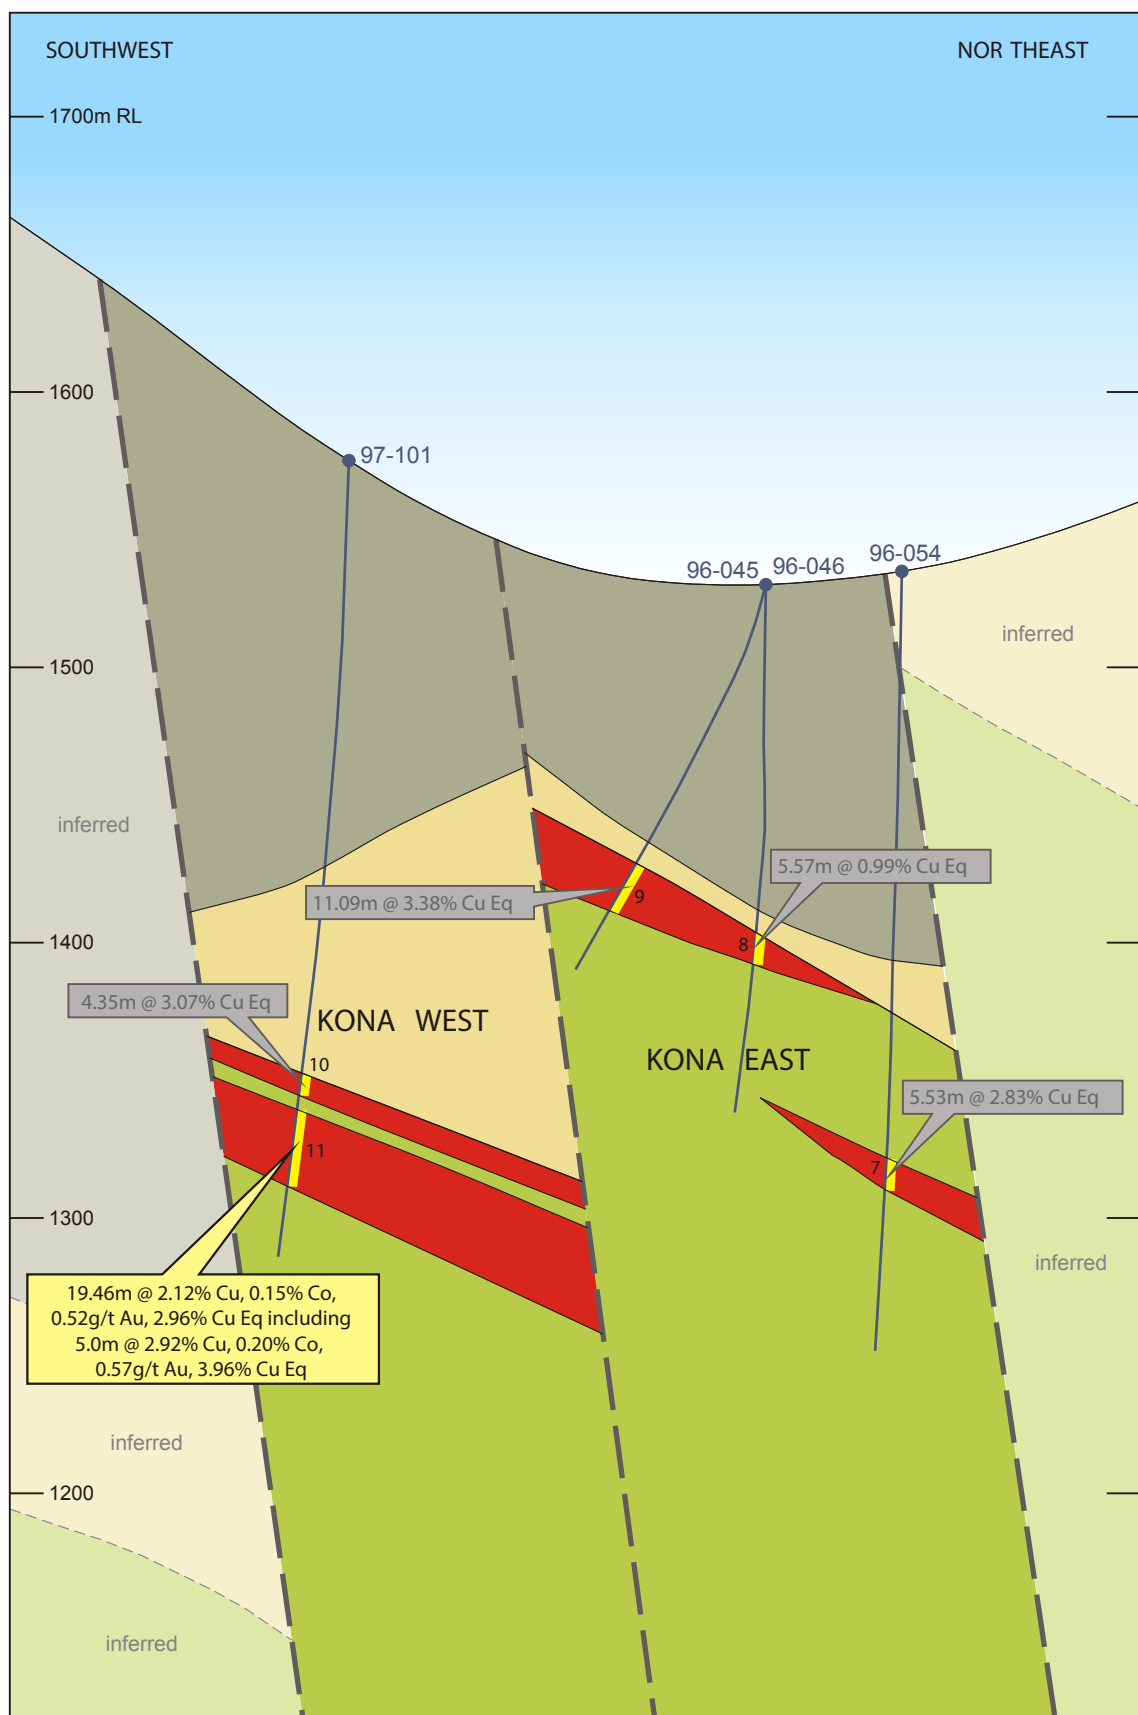 SOUTHWEST
NOR THEAST
1700m RL
1600
97-101
96-045
96-046
96-054
inferred
1500
inferred
5.57m @ 0.99% Cu Eq
11.09m @ 3.38% Cu Eq
9
8
1400
4.35m @ 3.07% Cu Eq
KONA WEST
KONA EAST
10
5.53m @ 2.83% Cu Eq
11
7
1300
inferred
19.46m @ 2.12% Cu, 0.15% Co,
0.52g/t Au, 2.96% Cu Eq including
5.0m @ 2.92% Cu, 0.20% Co,
0.57g/t Au, 3.96% Cu Eq
inferred
1200
inferred